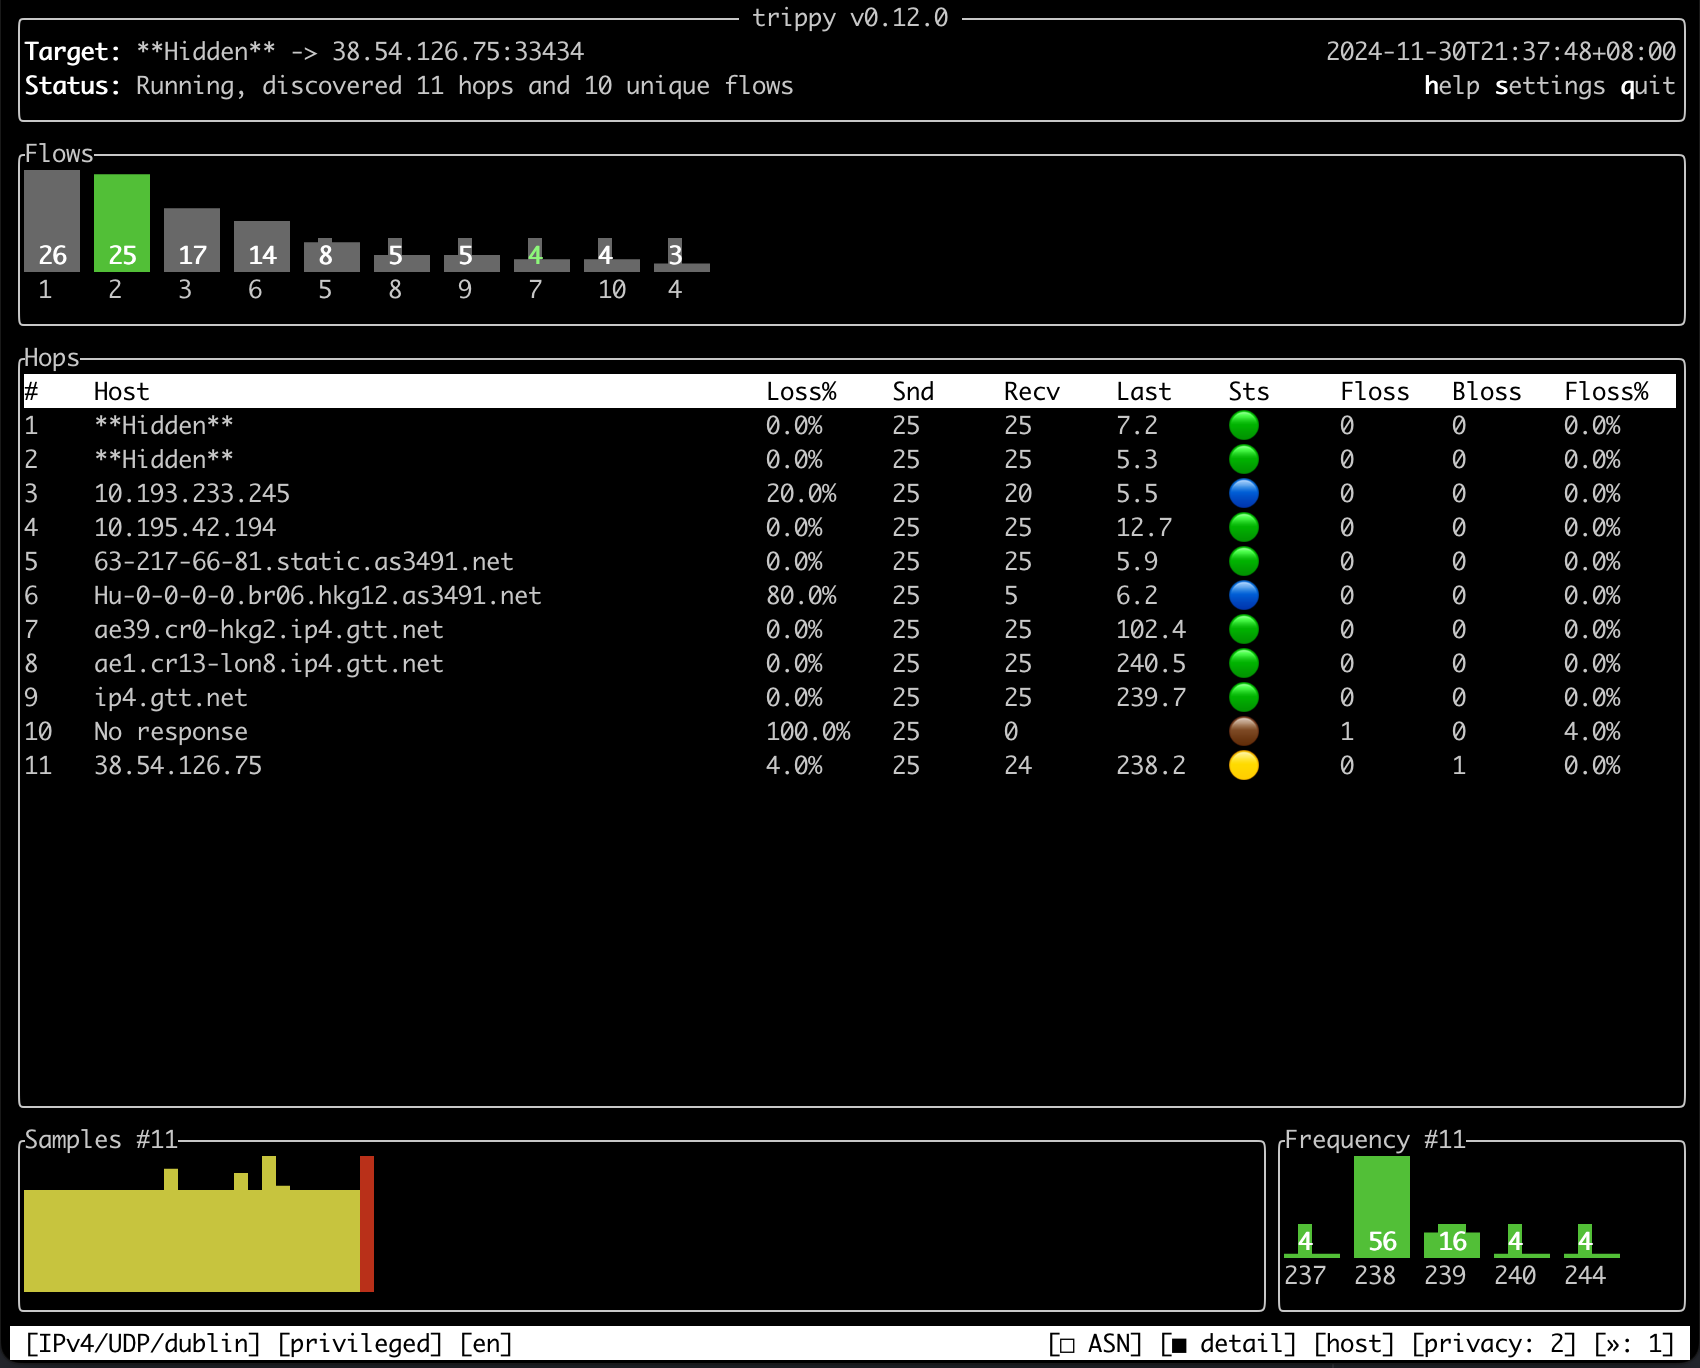 trippy v0.12.0
Target: **Hidden** -> 38.54.126.75:33434 2024-11-30T21:37:48+08:00
Status: Running, discovered 11 hops and 10 unique flows help settings quit
Flows
26 25 17 14 8 5 5 4 4 3
1 2 3 6 5 8 9 7 10 4
Hops
# Host Loss% Snd Recv Last Sts Floss Bloss Floss%
1 **Hidden** 0.0% 25 25 7.2 0 0 0.0%
2 **Hidden** 0.0% 25 25 5.3 0 0 0.0%
3 10.193.233.245 20.0% 25 20 5.5 0 0 0.0%
4 10.195.42.194 0.0% 25 25 12.7 0 0 0.0%
5 63-217-66-81.static.as3491.net 0.0% 25 25 5.9 0 0 0.0%
6 Hu-0-0-0-0.br06.hkg12.as3491.net 80.0% 25 5 6.2 0 0 0.0%
7 ae39.cr0-hkg2.ip4.gtt.net 0.0% 25 25 102.4 0 0 0.0%
8 ae1.cr13-lon8.ip4.gtt.net 0.0% 25 25 240.5 0 0 0.0%
9 ip4.gtt.net 0.0% 25 25 239.7 0 0 0.0%
10 No response 100.0% 25 0 1 0 4.0%
11 38.54.126.75 4.0% 25 24 238.2 0 1 0.0%
Samples #11 Frequency #11
4 56 16 4 4
237 238 239 240 244
[IPv4/UDP/dublin] [privileged] [en] [□ ASN] [■ detail] [host] [privacy: 2] [»: 1]